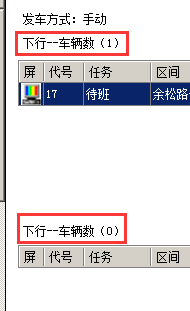 发车方式：手动
下行--车辆数（1）
屏 代号 任务 区间
17 待班 余松路
下行--车辆数（0）
屏 代号 任务 区间